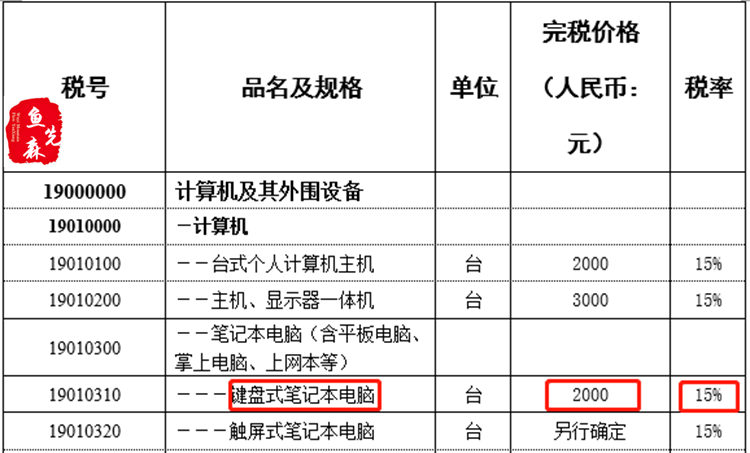 税号 品名及规格 单位 完税价格（人民币：元） 税率
鱼先森
19000000 计算机及其外围设备
19010000 －计算机
19010100 －－台式个人计算机主机 台 2000 15%
19010200 －－主机、显示器一体机 台 3000 15%
19010300 －－笔记本电脑（含平板电脑、
掌上电脑、上网本等）
19010310 －－－键盘式笔记本电脑 台 2000 15%
19010320 －－－触屏式笔记本电脑 台 另行确定 15%